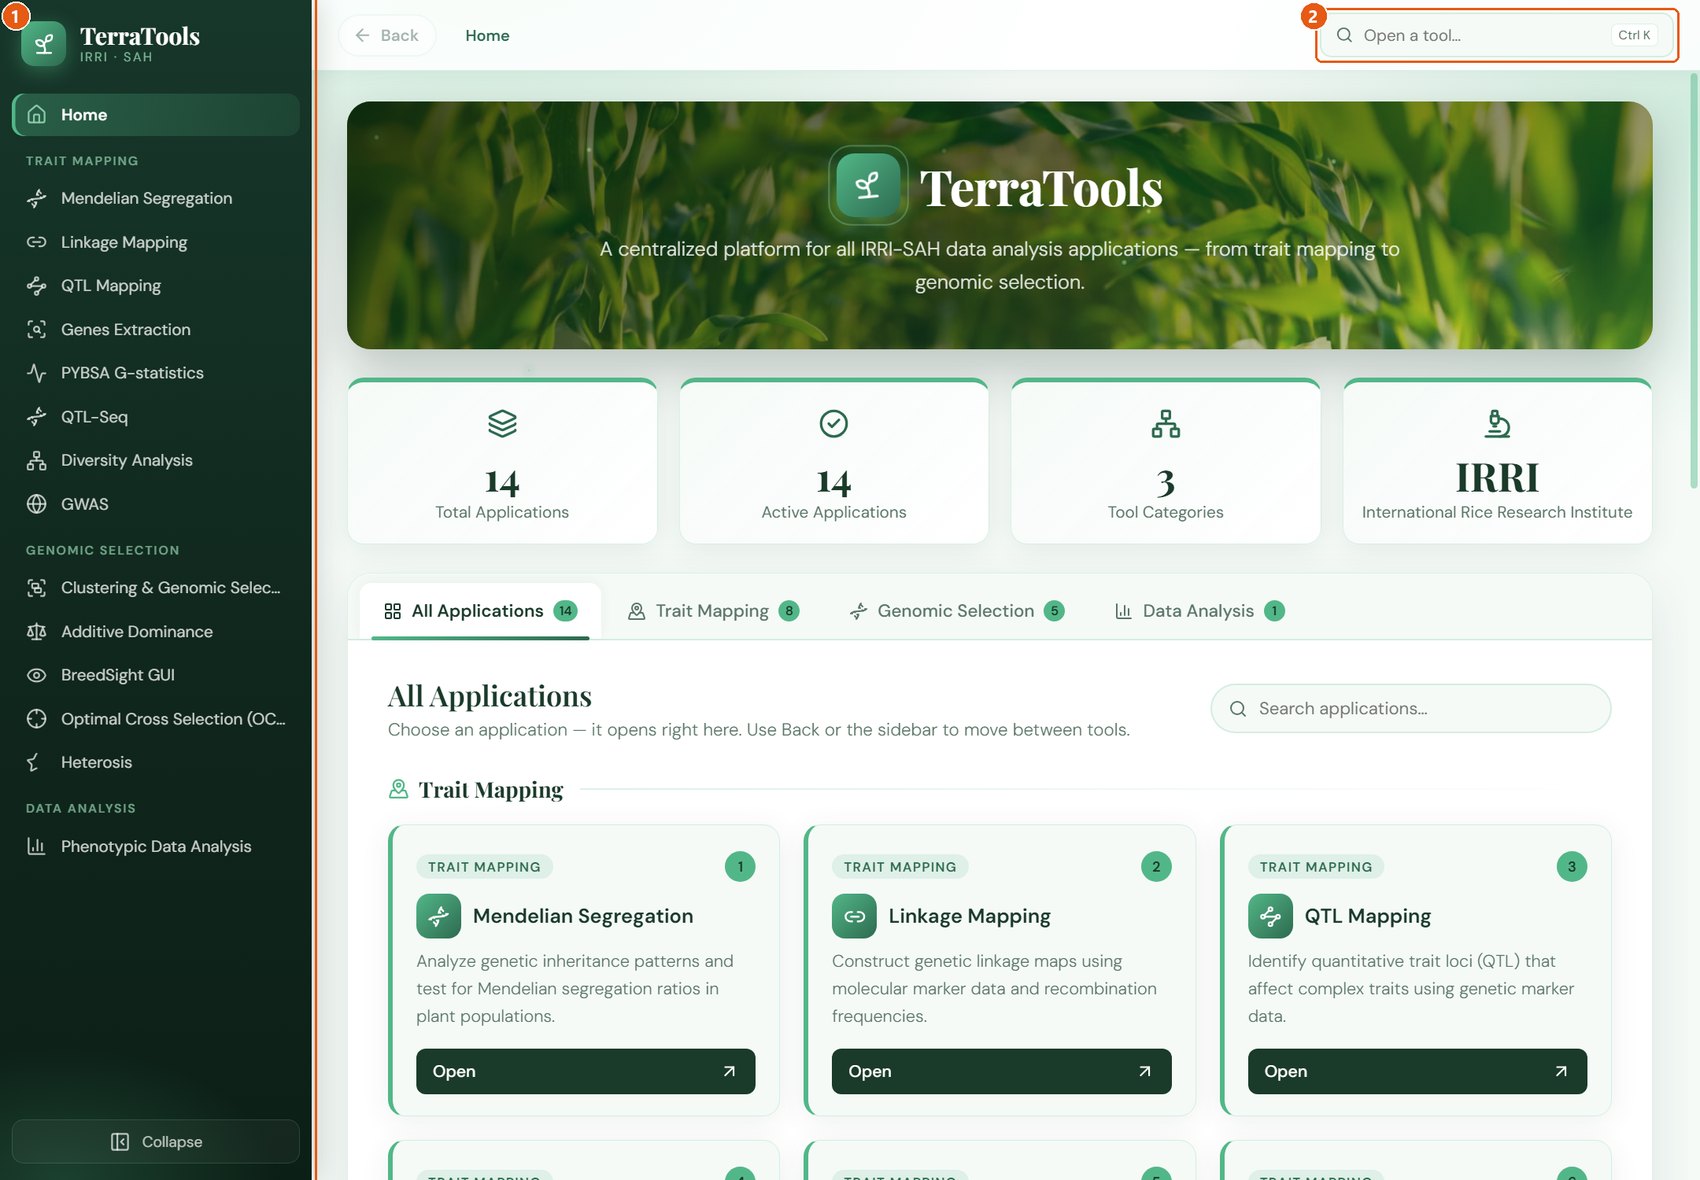 1
TerraTools
IRRI · SAH
Home
TRAIT MAPPING
Mendelian Segregation
Linkage Mapping
QTL Mapping
Genes Extraction
PYBSA G-statistics
QTL-Seq
Diversity Analysis
GWAS
GENOMIC SELECTION
Clustering & Genomic Selec...
Additive Dominance
BreedSight GUI
Optimal Cross Selection (OC...
Heterosis
DATA ANALYSIS
Phenotypic Data Analysis
Collapse
Back
Home
2
Open a tool...
Ctrl K
TerraTools
A centralized platform for all IRRI-SAH data analysis applications — from trait mapping to
genomic selection.
14
Total Applications
14
Active Applications
3
Tool Categories
IRRI
International Rice Research Institute
All Applications 14
Trait Mapping 8
Genomic Selection 5
Data Analysis 1
All Applications
Choose an application — it opens right here. Use Back or the sidebar to move between tools.
Search applications...
Trait Mapping
TRAIT MAPPING 1
Mendelian Segregation
Analyze genetic inheritance patterns and
test for Mendelian segregation ratios in
plant populations.
Open
TRAIT MAPPING 2
Linkage Mapping
Construct genetic linkage maps using
molecular marker data and recombination
frequencies.
Open
TRAIT MAPPING 3
QTL Mapping
Identify quantitative trait loci (QTL) that
affect complex traits using genetic marker
data.
Open